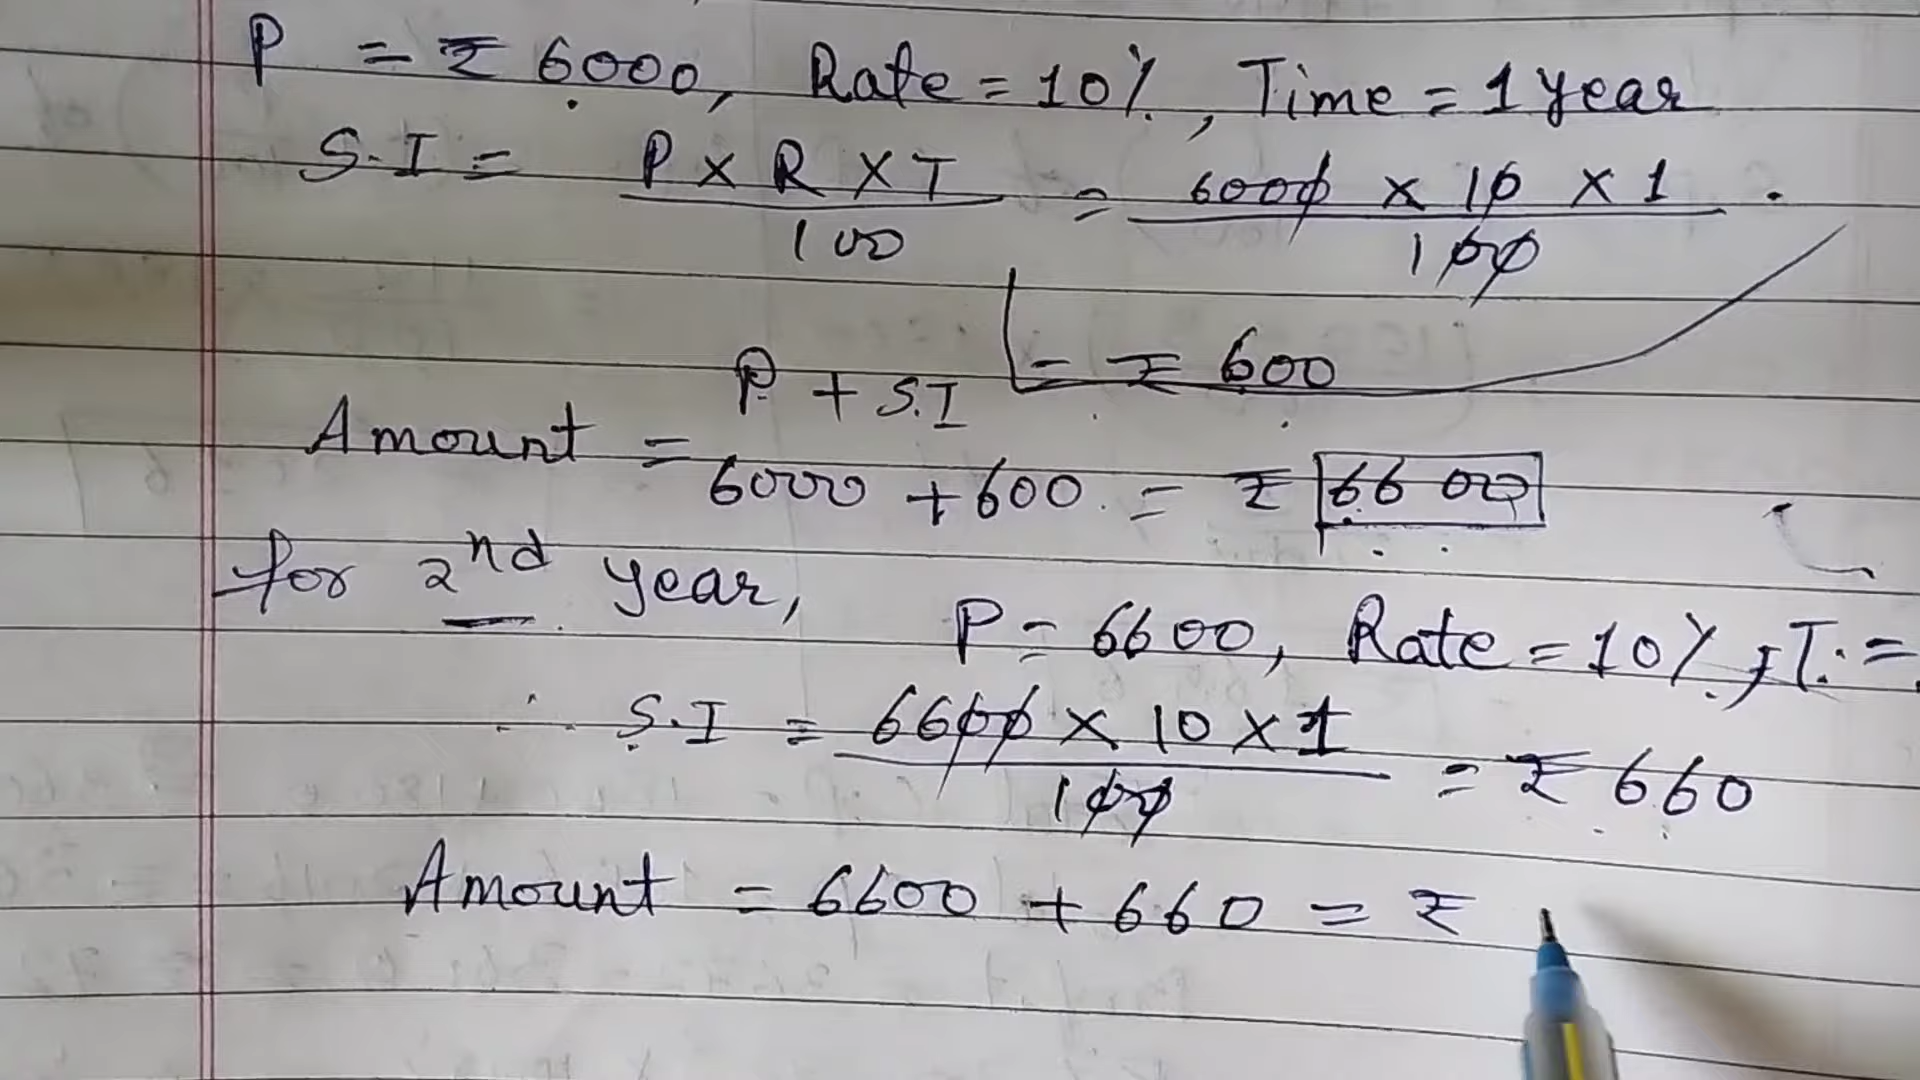 P = ₹ 6000, Rate = 10%, Time = 1 year
S.I = P × R × T / 100 = 6000 × 10 × 1 / 100
= ₹ 600
P + S.I
Amount = 6000 + 600 = ₹ 6600
for 2nd year, P = 6600, Rate = 10%, T. =
∴ S.I = 6600 × 10 × 1 / 100 = ₹ 660
Amount = 6600 + 660 = ₹